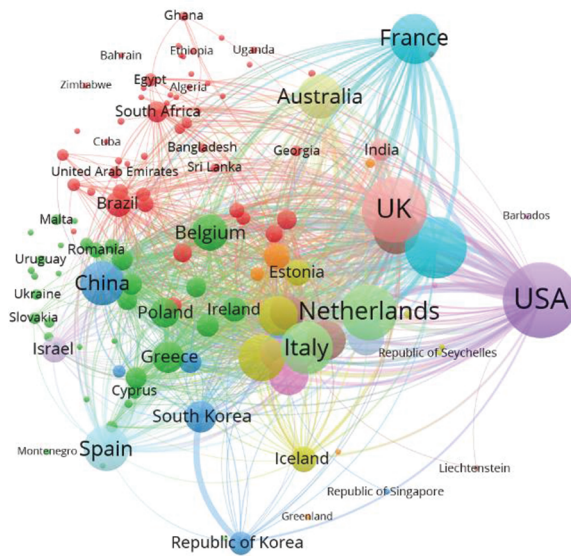 Ghana
France
Bahrain
Ethiopia
Uganda
Zimbabwe
Egypt
Algeria
Australia
South Africa
Cuba
Bangladesh
Georgia
India
United Arab Emirates
Sri Lanka
Brazil
UK
Barbados
Malta
Romania
Belgium
Uruguay
China
Estonia
Ukraine
USA
Slovakia
Poland
Ireland
Netherlands
Israel
Greece
Italy
Republic of Seychelles
Cyprus
South Korea
Spain
Montenegro
Iceland
Liechtenstein
Republic of Singapore
Greenland
Republic of Korea